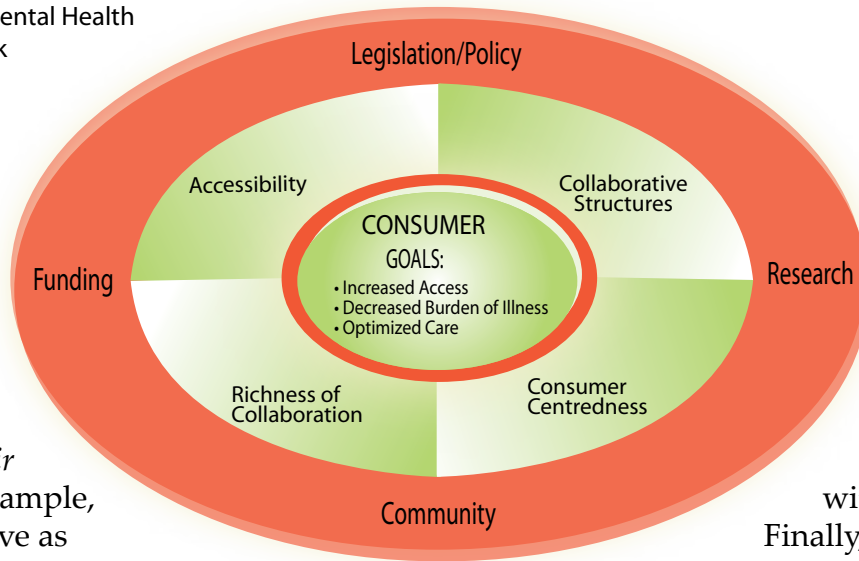 ental Health
k
Legislation/Policy
Accessibility
Collaborative
Structures
CONSUMER
GOALS:
• Increased Access
• Decreased Burden of Illness
• Optimized Care
Funding
Research
Richness of
Collaboration
Consumer
Centredness
Community
ir
ample,
ve as
wi
Finally,